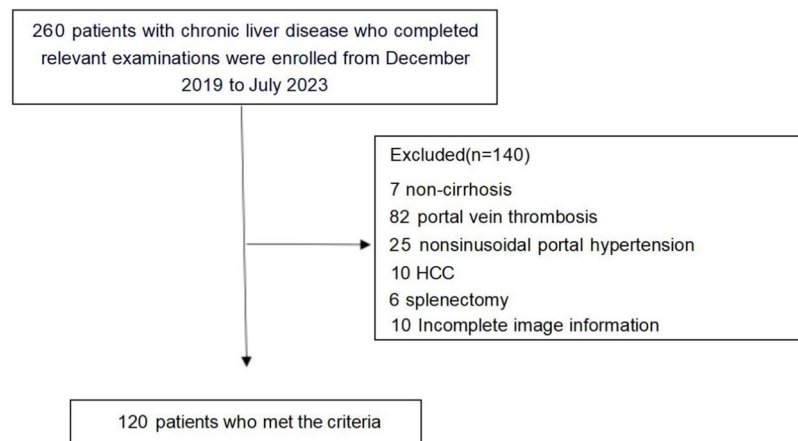 260 patients with chronic liver disease who completed
relevant examinations were enrolled from December
2019 to July 2023
Excluded(n=140)
7 non-cirrhosis
82 portal vein thrombosis
25 nonsinusoidal portal hypertension
10 HCC
6 splenectomy
10 Incomplete image information
120 patients who met the criteria